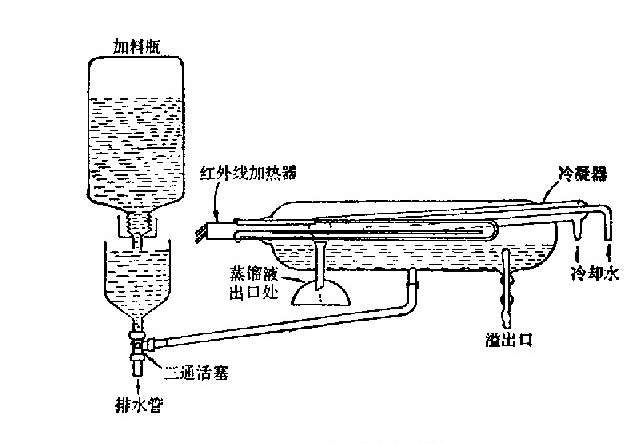 加料瓶
红外线加热器
冷凝器
蒸馏液
出口处
冷却水
溢出口
三通活塞
排水管